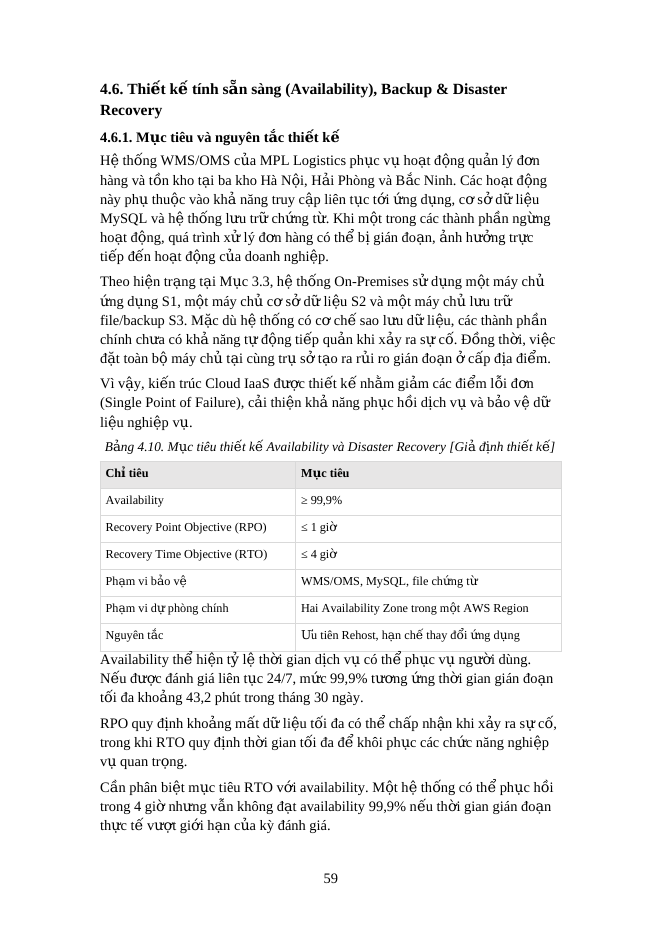 4.6. Thiết kế tính sẵn sàng (Availability), Backup & Disaster
Recovery
4.6.1. Mục tiêu và nguyên tắc thiết kế
Hệ thống WMS/OMS của MPL Logistics phục vụ hoạt động quản lý đơn
hàng và tồn kho tại ba kho Hà Nội, Hải Phòng và Bắc Ninh. Các hoạt động
này phụ thuộc vào khả năng truy cập liên tục tới ứng dụng, cơ sở dữ liệu
MySQL và hệ thống lưu trữ chứng từ. Khi một trong các thành phần ngừng
hoạt động, quá trình xử lý đơn hàng có thể bị gián đoạn, ảnh hưởng trực
tiếp đến hoạt động của doanh nghiệp.
Theo hiện trạng tại Mục 3.3, hệ thống On-Premises sử dụng một máy chủ
ứng dụng S1, một máy chủ cơ sở dữ liệu S2 và một máy chủ lưu trữ
file/backup S3. Mặc dù hệ thống có cơ chế sao lưu dữ liệu, các thành phần
chính chưa có khả năng tự động tiếp quản khi xảy ra sự cố. Đồng thời, việc
đặt toàn bộ máy chủ tại cùng trụ sở tạo ra rủi ro gián đoạn ở cấp địa điểm.
Vì vậy, kiến trúc Cloud IaaS được thiết kế nhằm giảm các điểm lỗi đơn
(Single Point of Failure), cải thiện khả năng phục hồi dịch vụ và bảo vệ dữ
liệu nghiệp vụ.
Bảng 4.10. Mục tiêu thiết kế Availability và Disaster Recovery [Giả định thiết kế]
Chỉ tiêu Mục tiêu
Availability ≥ 99,9%
Recovery Point Objective (RPO) ≤ 1 giờ
Recovery Time Objective (RTO) ≤ 4 giờ
Phạm vi bảo vệ WMS/OMS, MySQL, file chứng từ
Phạm vi dự phòng chính Hai Availability Zone trong một AWS Region
Nguyên tắc Ưu tiên Rehost, hạn chế thay đổi ứng dụng
Availability thể hiện tỷ lệ thời gian dịch vụ có thể phục vụ người dùng.
Nếu được đánh giá liên tục 24/7, mức 99,9% tương ứng thời gian gián đoạn
tối đa khoảng 43,2 phút trong tháng 30 ngày.
RPO quy định khoảng mất dữ liệu tối đa có thể chấp nhận khi xảy ra sự cố,
trong khi RTO quy định thời gian tối đa để khôi phục các chức năng nghiệp
vụ quan trọng.
Cần phân biệt mục tiêu RTO với availability. Một hệ thống có thể phục hồi
trong 4 giờ nhưng vẫn không đạt availability 99,9% nếu thời gian gián đoạn
thực tế vượt giới hạn của kỳ đánh giá.
59